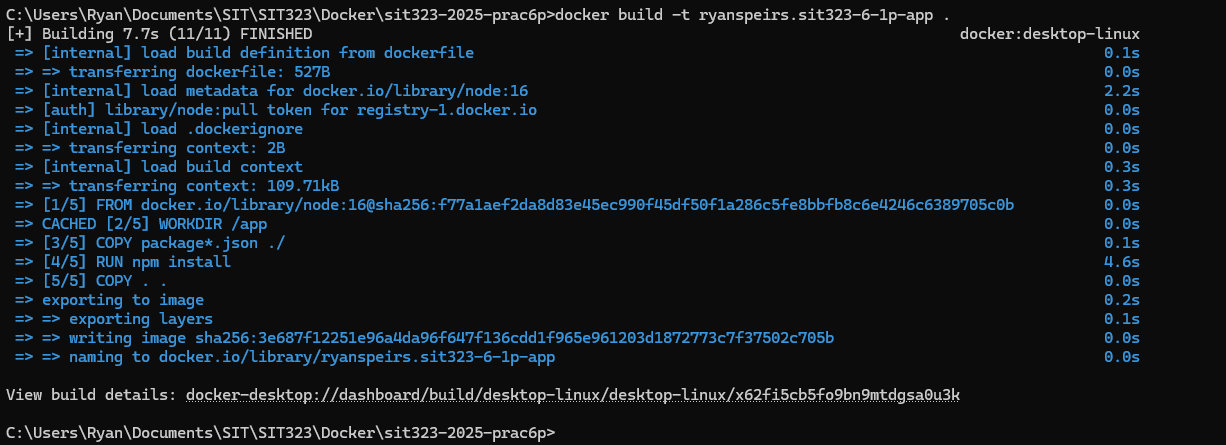 C:\Users\Ryan\Documents\SIT\SIT323\Docker\sit323-2025-prac6p>docker build -t ryanspeirs.sit323-6-1p-app .
[+] Building 7.7s (11/11) FINISHED docker:desktop-linux
=> [internal] load build definition from dockerfile 0.1s
=> => transferring dockerfile: 527B 0.0s
=> [internal] load metadata for docker.io/library/node:16 2.2s
=> [auth] library/node:pull token for registry-1.docker.io 0.0s
=> [internal] load .dockerignore 0.0s
=> => transferring context: 2B 0.0s
=> [internal] load build context 0.3s
=> => transferring context: 109.71kB 0.3s
=> [1/5] FROM docker.io/library/node:16@sha256:f77a1aef2da8d83e45ec990f45df50f1a286c5fe8bbfb8c6e4246c6389705c0b 0.0s
=> CACHED [2/5] WORKDIR /app 0.0s
=> [3/5] COPY package*.json ./ 0.1s
=> [4/5] RUN npm install 4.6s
=> [5/5] COPY . . 0.0s
=> exporting to image 0.2s
=> => exporting layers 0.1s
=> => writing image sha256:3e687f12251e96a4da96f647f136cdd1f965e961203d1872773c7f37502c705b 0.0s
=> => naming to docker.io/library/ryanspeirs.sit323-6-1p-app 0.0s
View build details: docker-desktop://dashboard/build/desktop-linux/desktop-linux/x62fi5cb5fo9bn9mtdgsa0u3k
C:\Users\Ryan\Documents\SIT\SIT323\Docker\sit323-2025-prac6p>